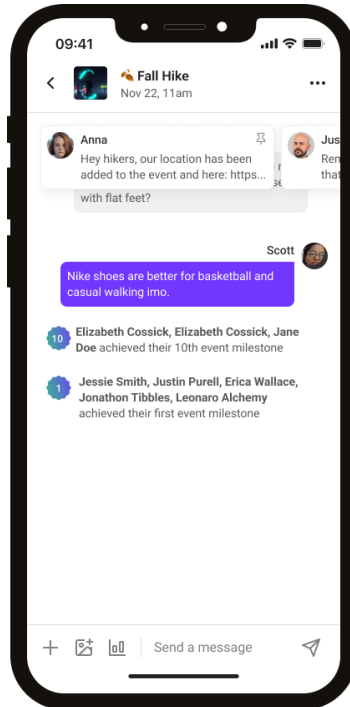 09:41
🍂 Fall Hike
Nov 22, 11am
Anna
Hey hikers, our location has been
added to the event and here: https...
Jus
Ren
that
with flat feet?
Scott
Nike shoes are better for basketball and
casual walking imo.
10
Elizabeth Cossick, Elizabeth Cossick, Jane
Doe achieved their 10th event milestone
1
Jessie Smith, Justin Purell, Erica Wallace,
Jonathon Tibbles, Leonaro Alchemy
achieved their first event milestone
Send a message